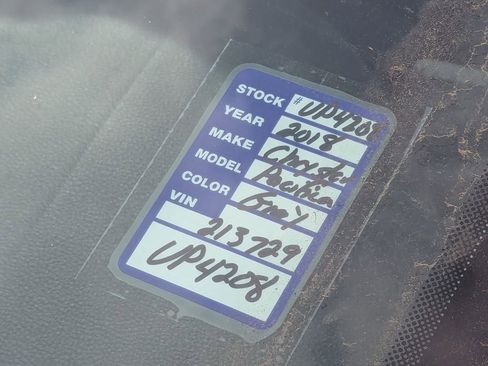 STOCK # UP4208
YEAR 2018
MAKE Chrysler
MODEL Pacifica
COLOR Gray
VIN 213729
UP4208